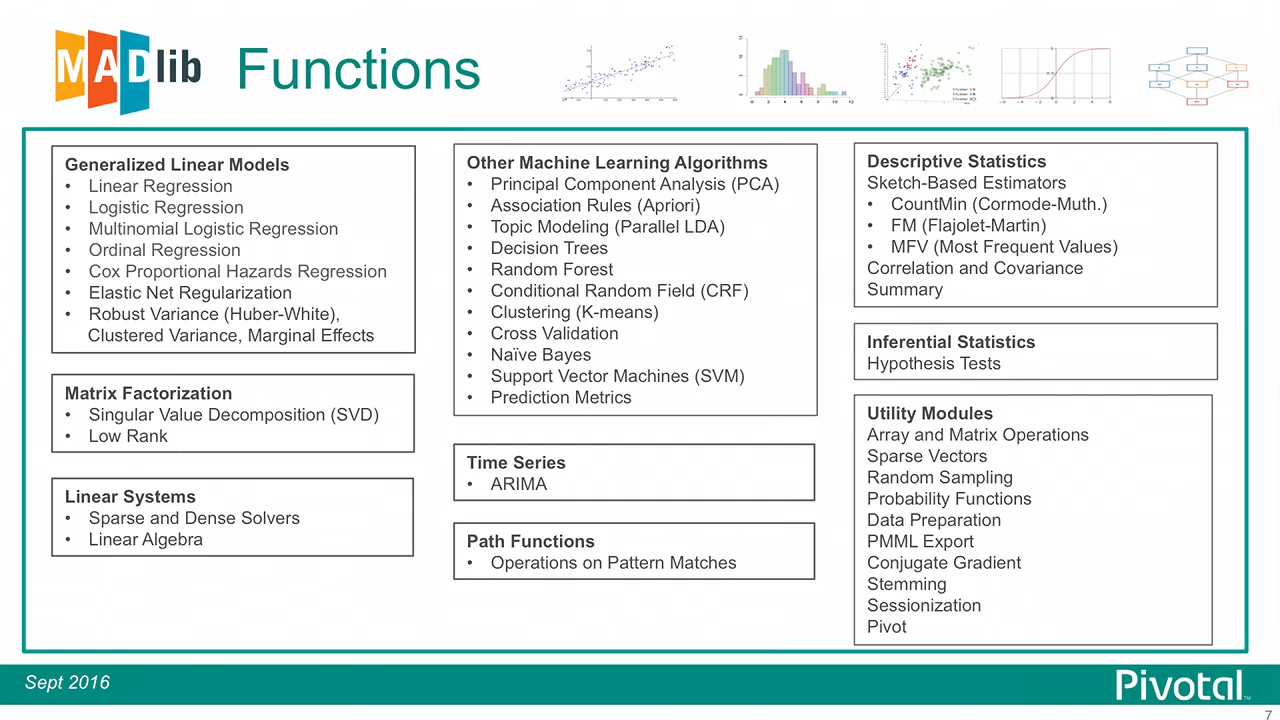 MADlib Functions
Generalized Linear Models
• Linear Regression
• Logistic Regression
• Multinomial Logistic Regression
• Ordinal Regression
• Cox Proportional Hazards Regression
• Elastic Net Regularization
• Robust Variance (Huber-White),
Clustered Variance, Marginal Effects
Matrix Factorization
• Singular Value Decomposition (SVD)
• Low Rank
Linear Systems
• Sparse and Dense Solvers
• Linear Algebra
Other Machine Learning Algorithms
• Principal Component Analysis (PCA)
• Association Rules (Apriori)
• Topic Modeling (Parallel LDA)
• Decision Trees
• Random Forest
• Conditional Random Field (CRF)
• Clustering (K-means)
• Cross Validation
• Naïve Bayes
• Support Vector Machines (SVM)
• Prediction Metrics
Time Series
• ARIMA
Path Functions
• Operations on Pattern Matches
Descriptive Statistics
Sketch-Based Estimators
• CountMin (Cormode-Muth.)
• FM (Flajolet-Martin)
• MFV (Most Frequent Values)
Correlation and Covariance
Summary
Inferential Statistics
Hypothesis Tests
Utility Modules
Array and Matrix Operations
Sparse Vectors
Random Sampling
Probability Functions
Data Preparation
PMML Export
Conjugate Gradient
Stemming
Sessionization
Pivot
Sept 2016
Pivotal™
7